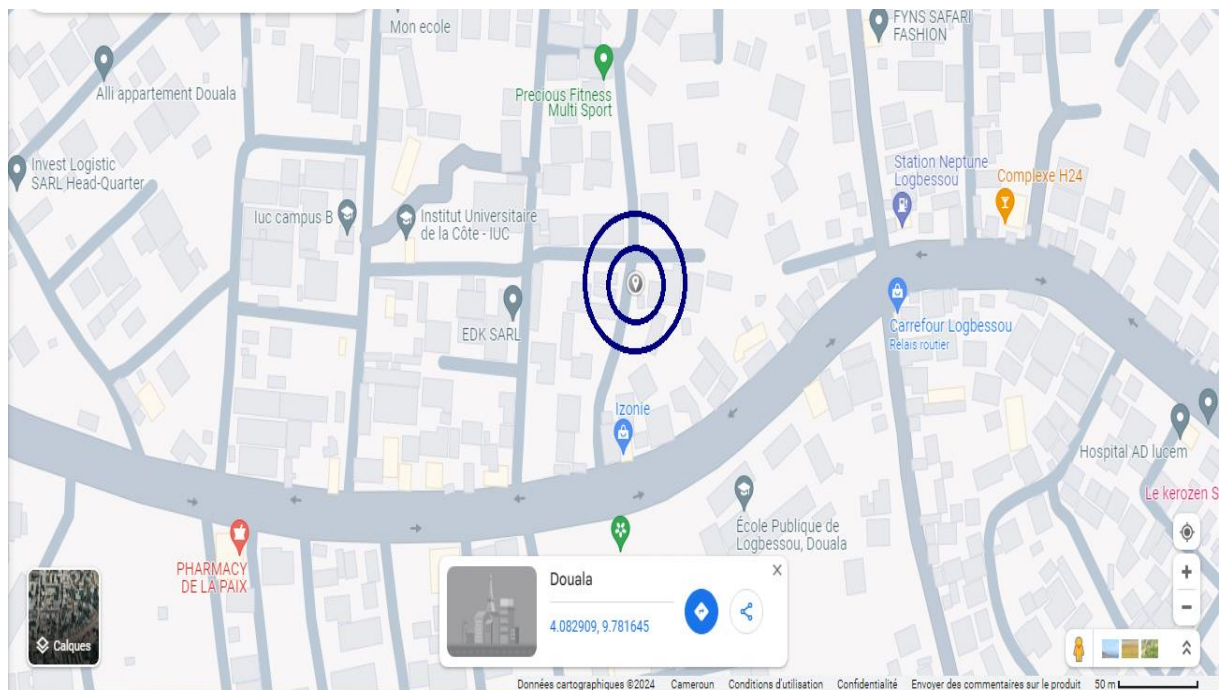 Mon ecole
FYNS SAFARI
FASHION
Alli appartement Douala
Precious Fitness
Multi Sport
Invest Logistic
SARL Head-Quarter
Station Neptune
Logbessou
Complexe H24
Iuc campus B
Institut Universitaire
de la Côte - IUC
EDK SARL
Carrefour Logbessou
Relais routier
Izonie
Hospital AD lucem
Le kerozen S
École Publique de
Logbessou, Douala
PHARMACY
DE LA PAIX
Douala
4.082909, 9.781645
Calques
Données cartographiques ©2024 Cameroun Conditions d'utilisation Confidentialité Envoyer des commentaires sur le produit 50 m